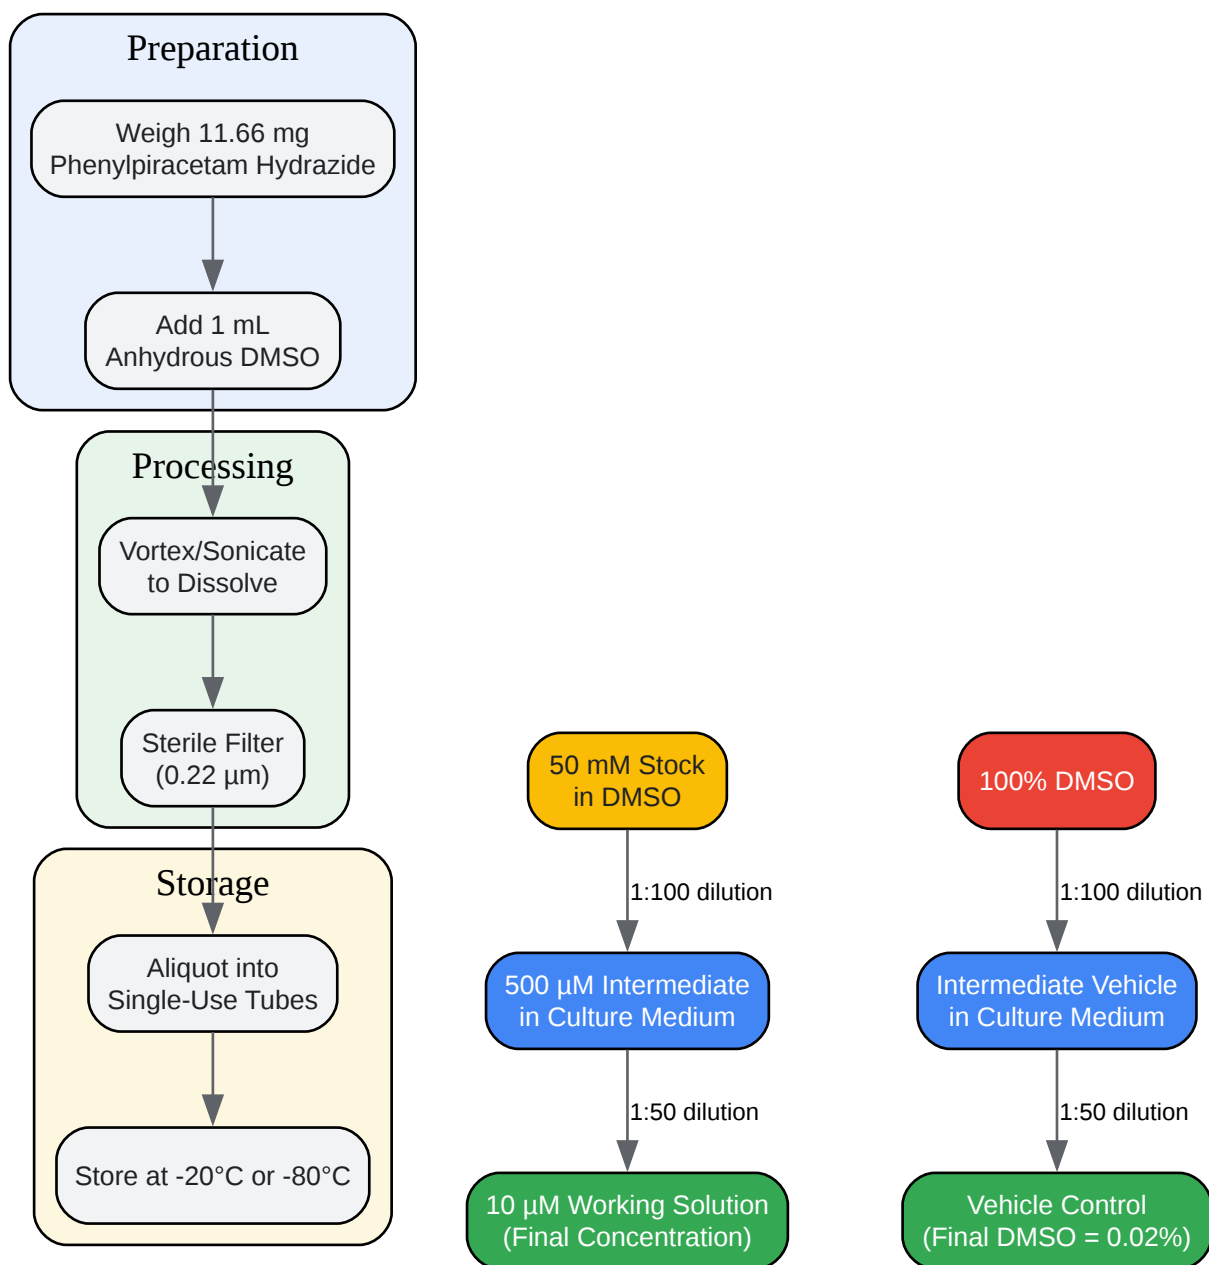 Preparation
Weigh 11.66 mg
Phenylpiracetam Hydrazide
Add 1 mL
Anhydrous DMSO
Processing
Vortex/Sonicate
to Dissolve
Sterile Filter
(0.22 µm)
Storage
Aliquot into
Single-Use Tubes
Store at -20°C or -80°C
50 mM Stock
in DMSO
1:100 dilution
500 µM Intermediate
in Culture Medium
1:50 dilution
10 µM Working Solution
(Final Concentration)
100% DMSO
1:100 dilution
Intermediate Vehicle
in Culture Medium
1:50 dilution
Vehicle Control
(Final DMSO = 0.02%)